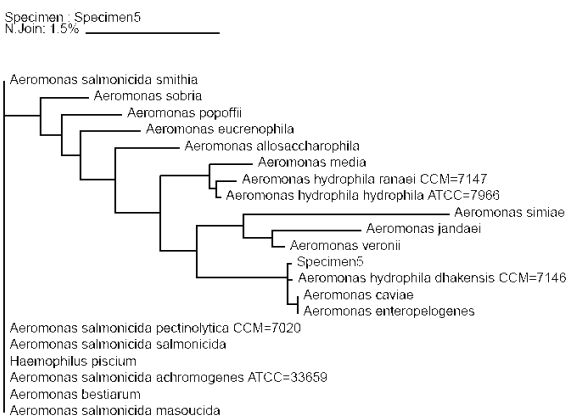 Specimen : Specimen5
N.Join: 1.5%
Aeromonas salmonicida smithia
Aeromonas sobria
Aeromonas popoffii
Aeromonas eucrenophila
Aeromonas allosaccharophila
Aeromonas media
Aeromonas hydrophila ranaei CCM=7147
Aeromonas hydrophila hydrophila ATCC=7966
Aeromonas simiae
Aeromonas jandaei
Aeromonas veronii
Specimen5
Aeromonas hydrophila dhakensis CCM=7146
Aeromonas caviae
Aeromonas enteropelogenes
Aeromonas salmonicida pectinolytica CCM=7020
Aeromonas salmonicida salmonicida
Haemophilus piscium
Aeromonas salmonicida achromogenes ATCC=33659
Aeromonas bestiarum
Aeromonas salmonicida masoucida